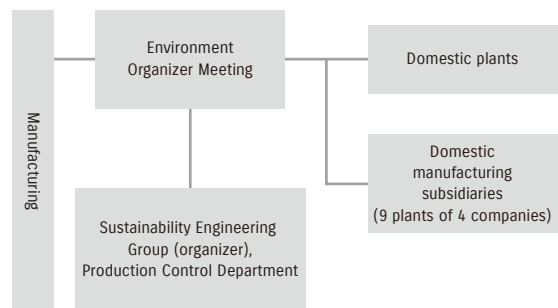 Manufacturing
Environment
Organizer Meeting
Domestic plants
Domestic
manufacturing
subsidiaries
(9 plants of 4 companies)
Sustainability Engineering
Group (organizer),
Production Control Department